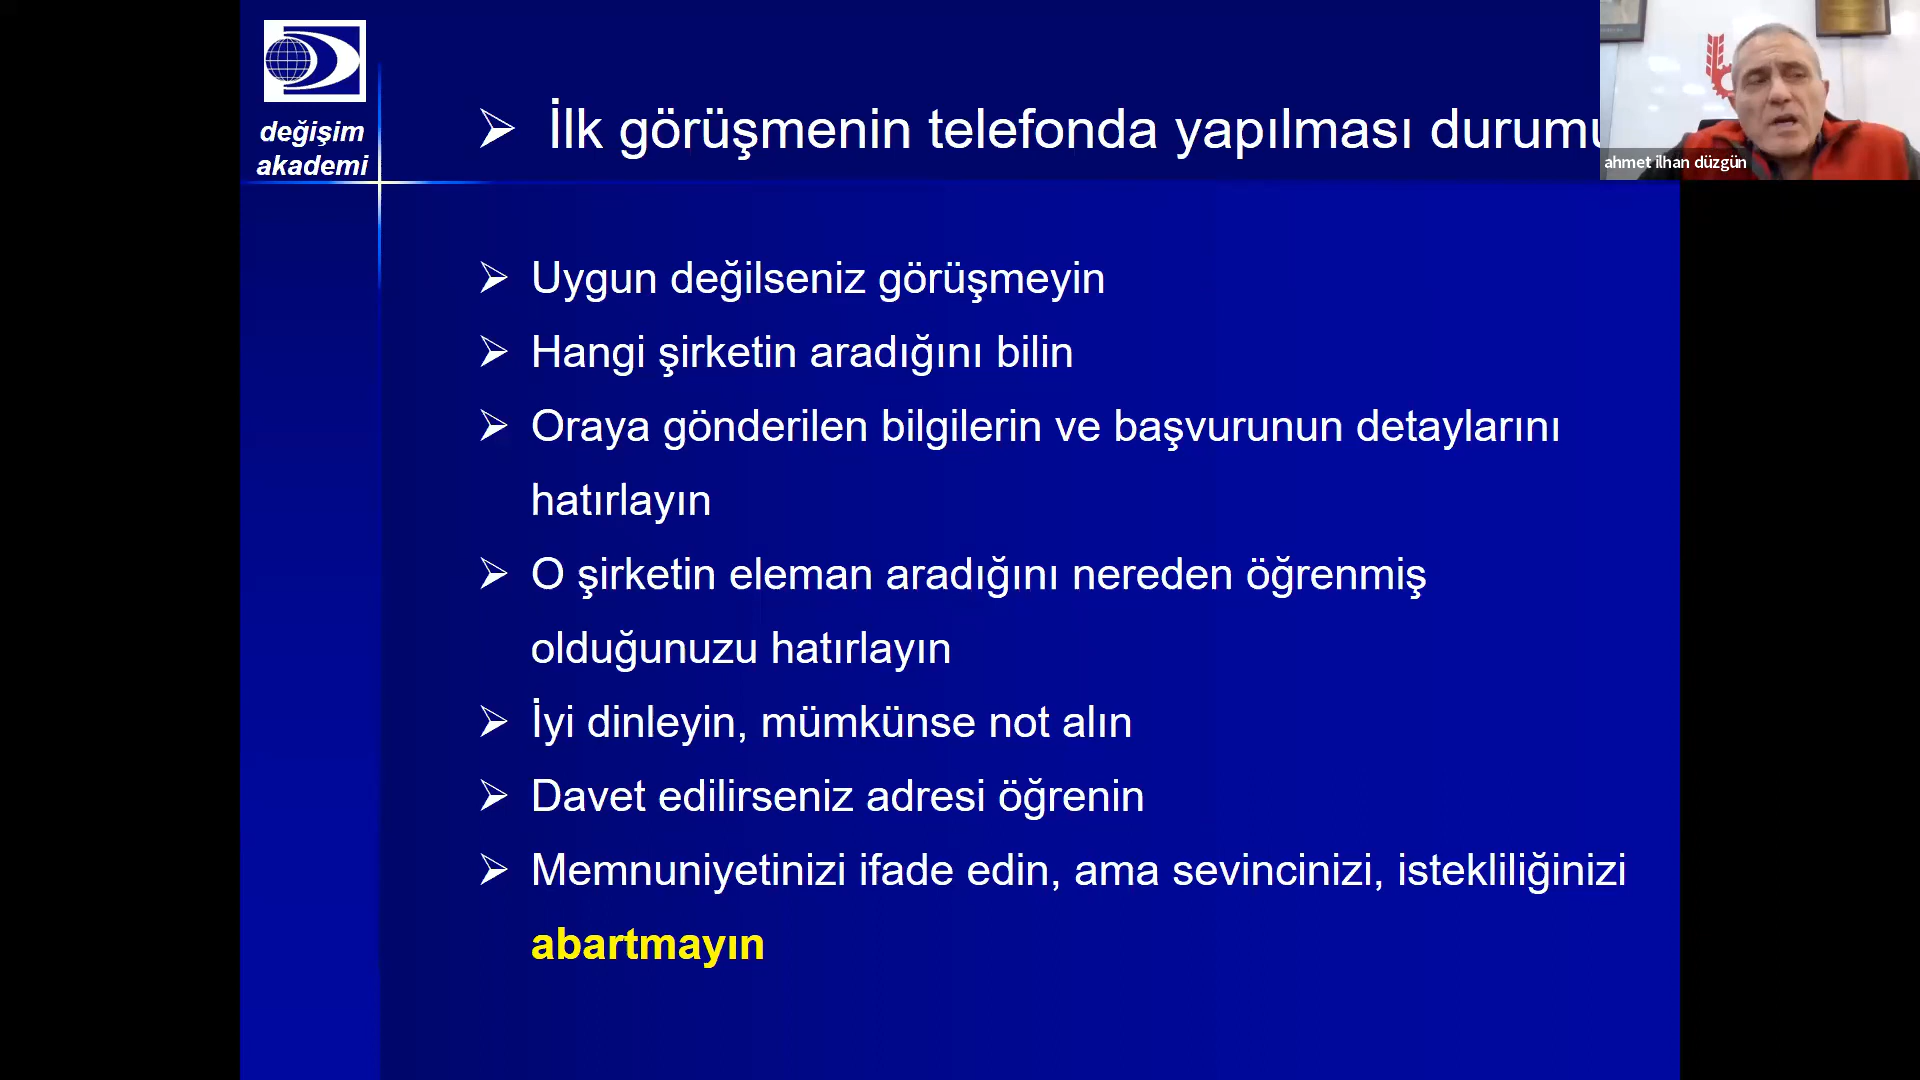 değişim
akademi
İlk görüşmenin telefonda yapılması durumu
ahmet ilhan düzgün
Uygun değilseniz görüşmeyin
Hangi şirketin aradığını bilin
Oraya gönderilen bilgilerin ve başvurunun detaylarını
hatırlayın
O şirketin eleman aradığını nereden öğrenmiş
olduğunuzu hatırlayın
İyi dinleyin, mümkünse not alın
Davet edilirseniz adresi öğrenin
Memnuniyetinizi ifade edin, ama sevincinizi, istekliliğinizi
abartmayın